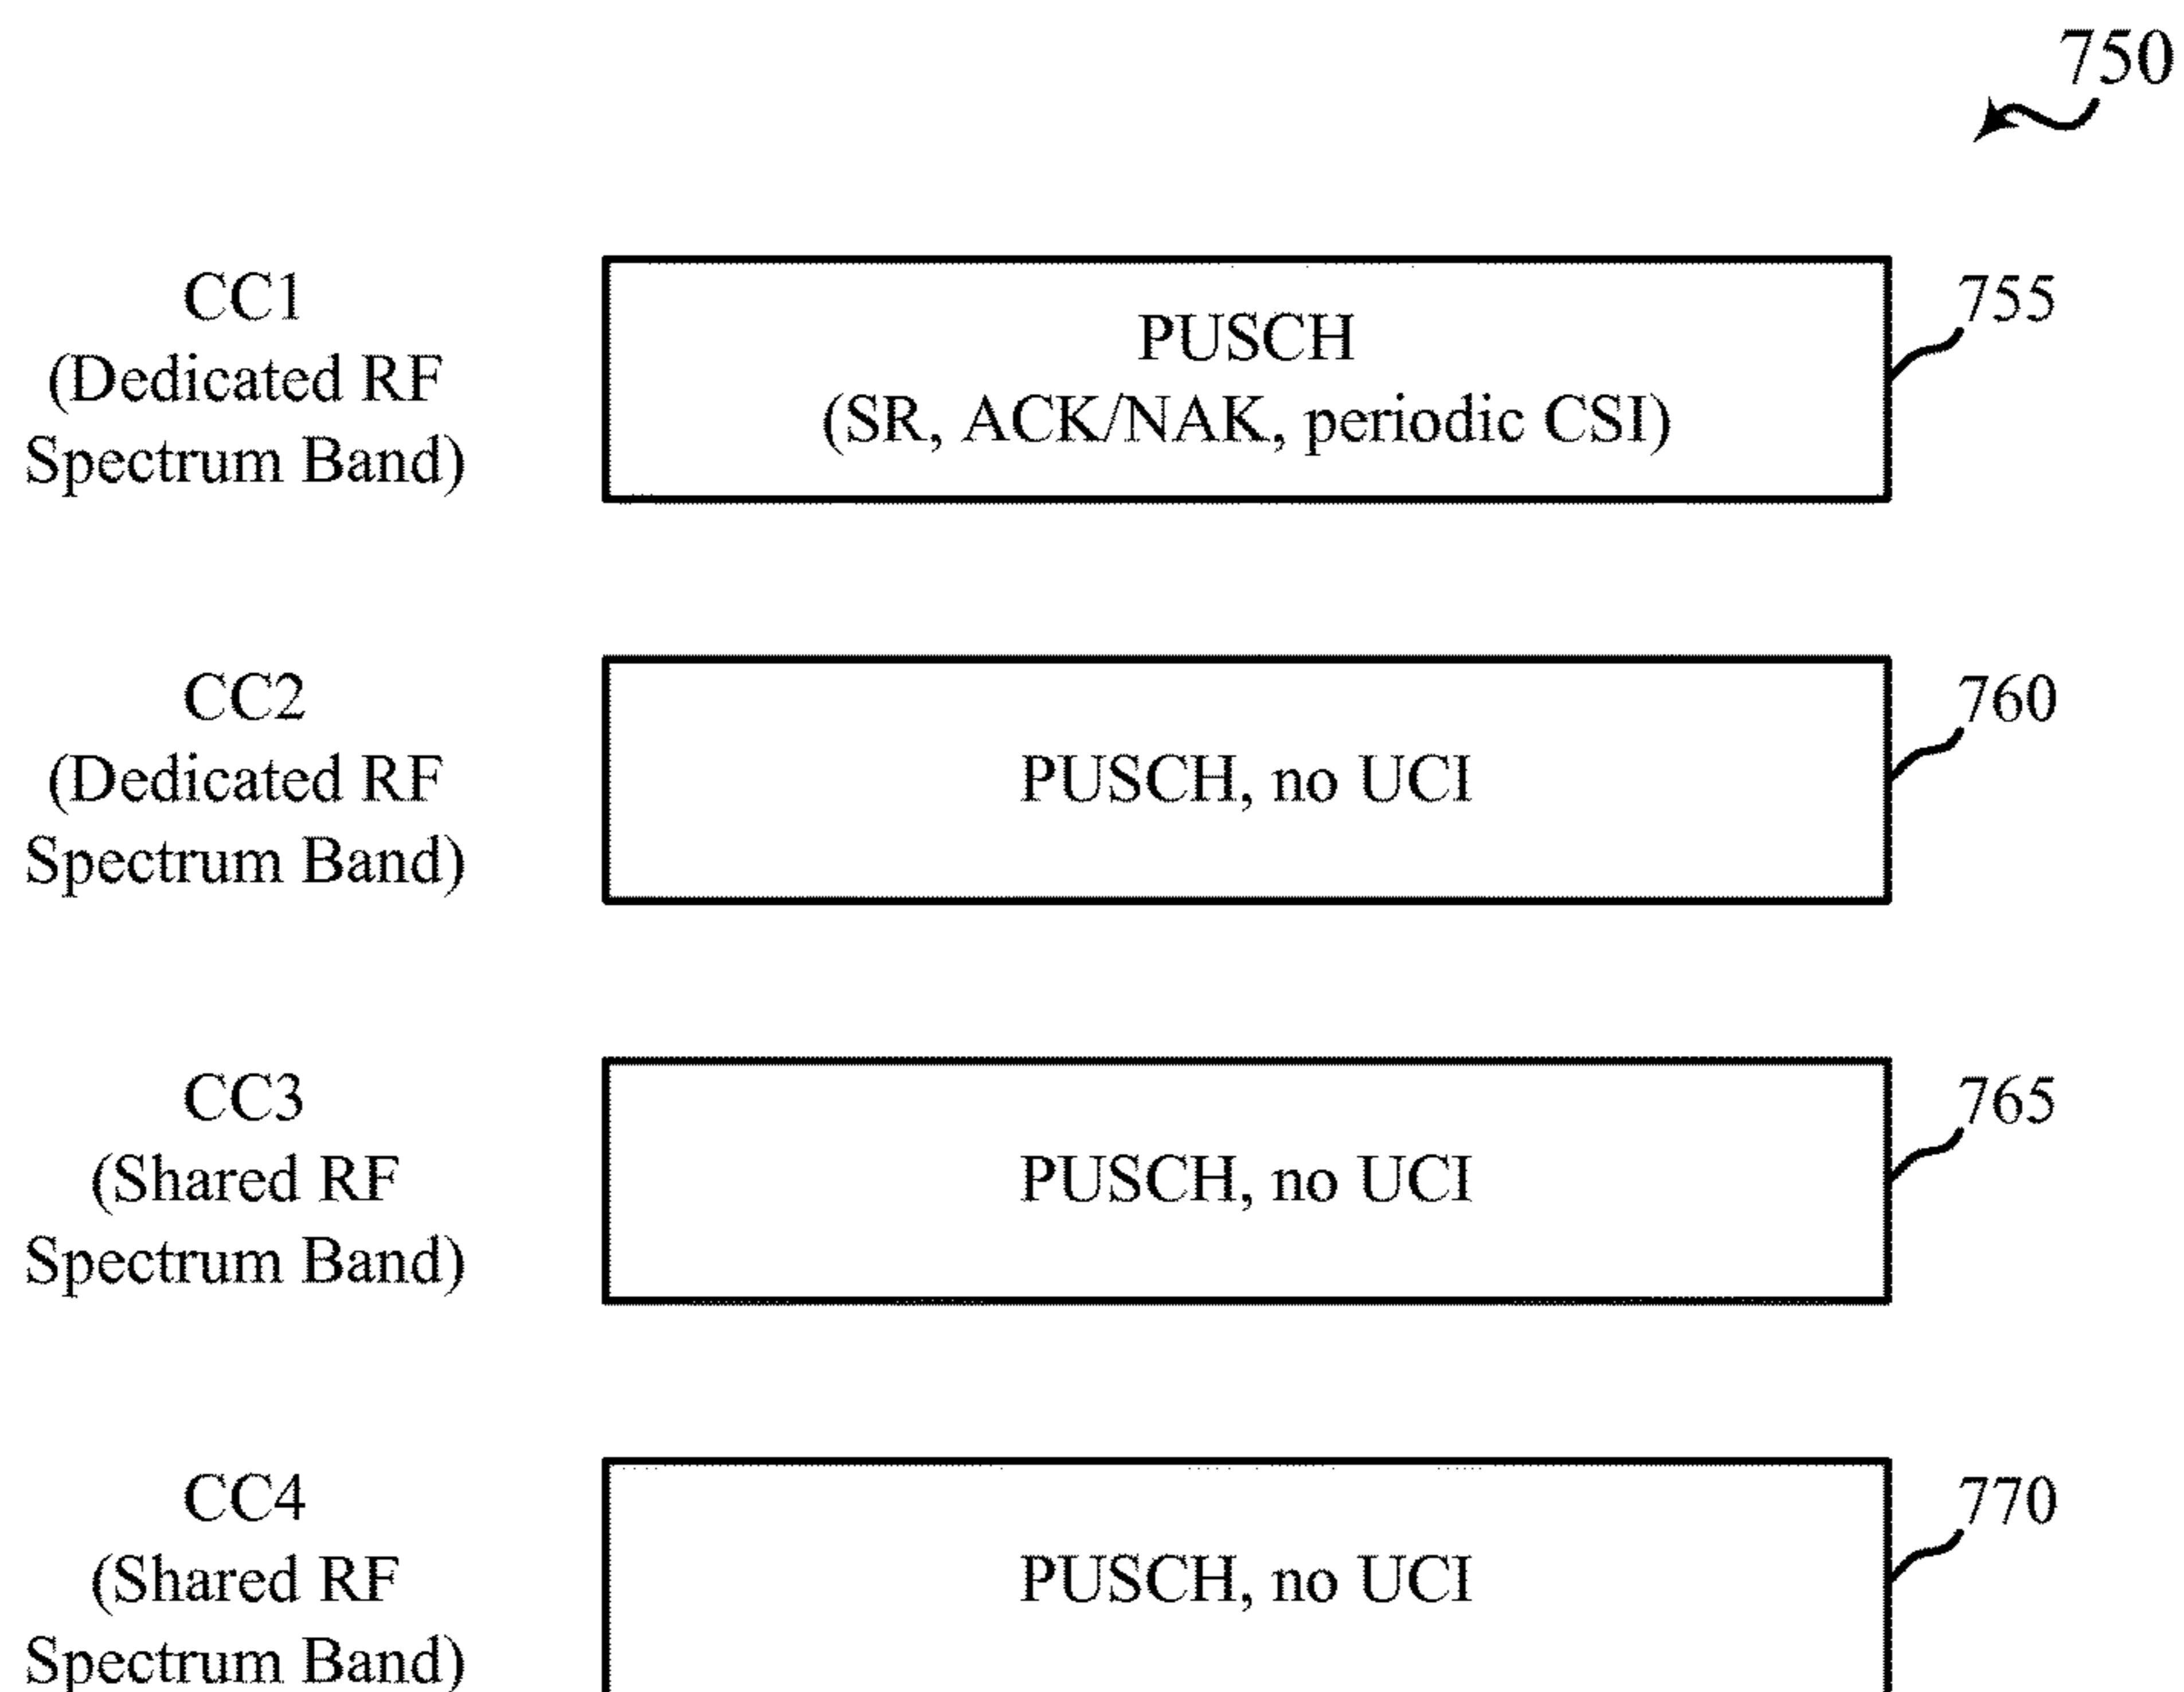 750
CC1
(Dedicated RF
Spectrum Band)
PUSCH
(SR, ACK/NAK, periodic CSI)
755
CC2
(Dedicated RF
Spectrum Band)
PUSCH, no UCI
760
CC3
(Shared RF
Spectrum Band)
PUSCH, no UCI
765
CC4
(Shared RF
Spectrum Band)
PUSCH, no UCI
770